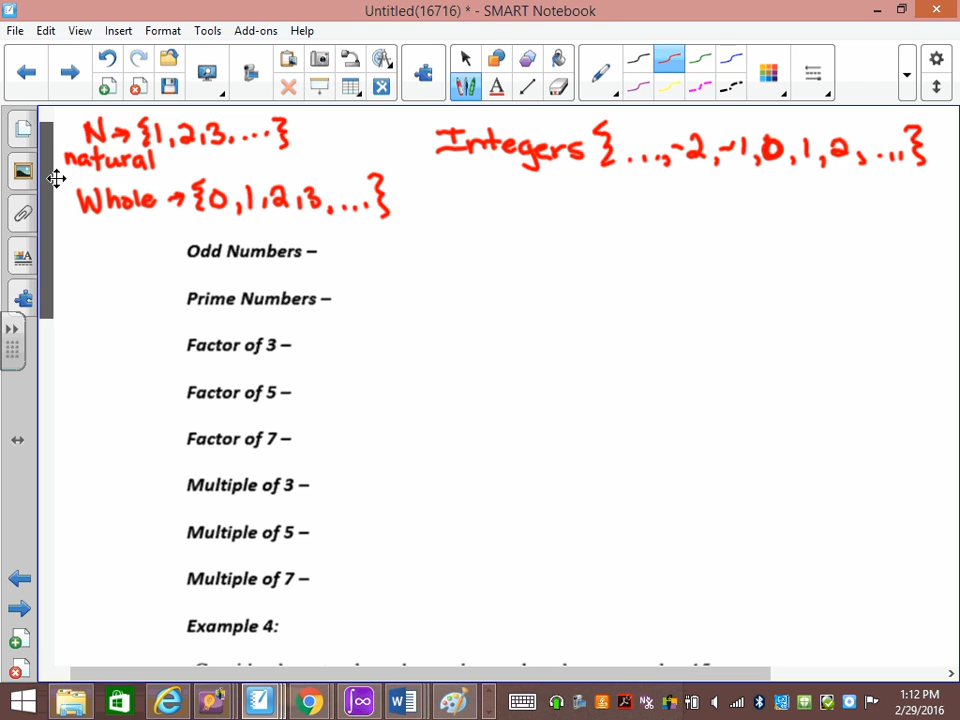 Untitled(16716) * - SMART Notebook
File Edit View Insert Format Tools Add-ons Help
N → {1,2,3,....}
natural
Integers {...,-2,-1,0,1,2,...}
Whole → {0,1,2,3,...}
Odd Numbers –
Prime Numbers –
Factor of 3 –
Factor of 5 –
Factor of 7 –
Multiple of 3 –
Multiple of 5 –
Multiple of 7 –
Example 4:
1:12 PM
2/29/2016